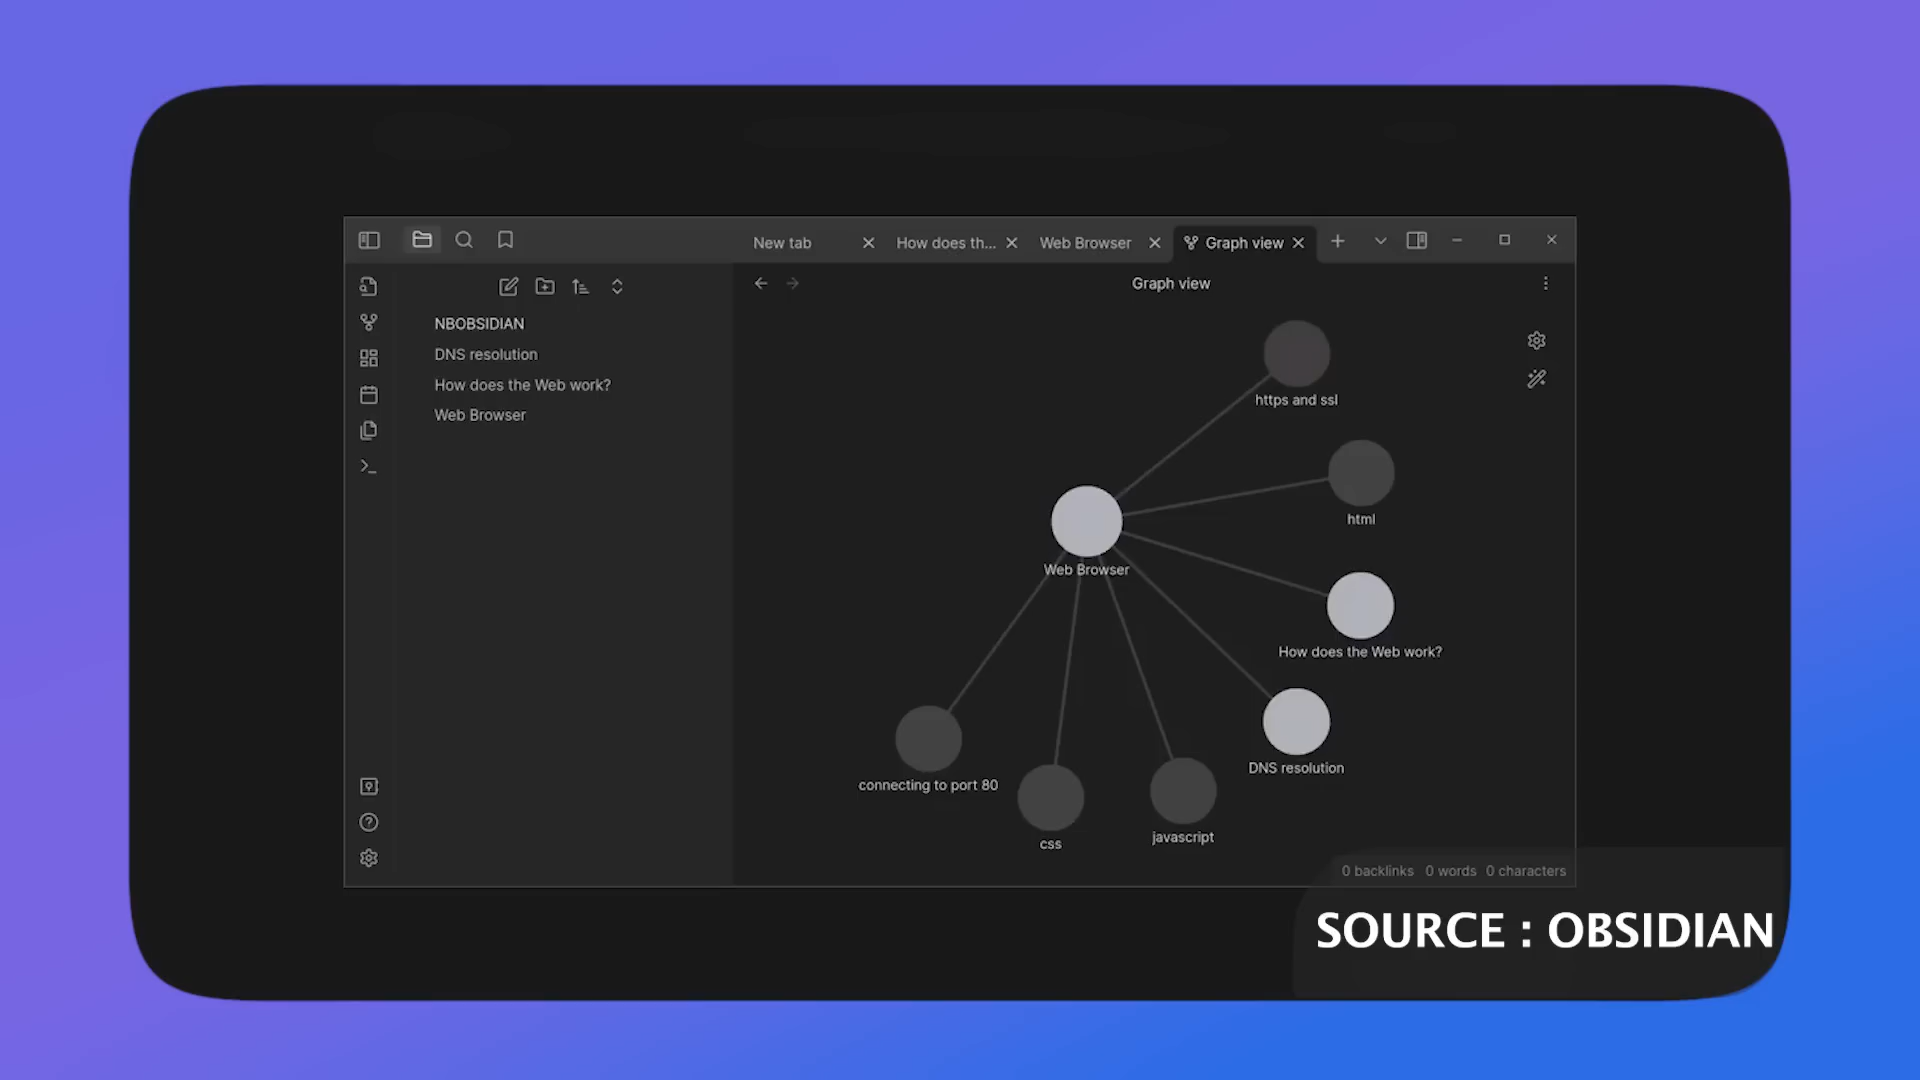 New tab
How does th...
Web Browser
Graph view
Graph view
NBOBSIDIAN
DNS resolution
How does the Web work?
Web Browser
https and ssl
html
Web Browser
How does the Web work?
DNS resolution
connecting to port 80
javascript
css
0 backlinks 0 words 0 characters
SOURCE : OBSIDIAN